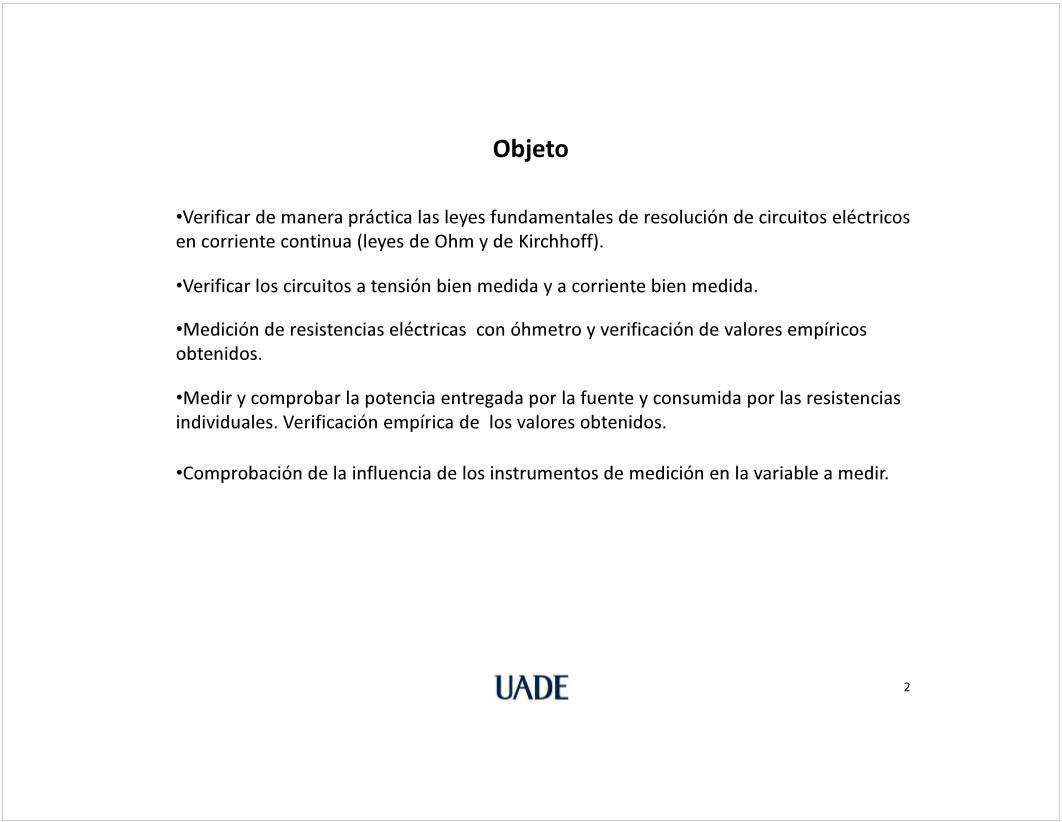 Objeto
•Verificar de manera práctica las leyes fundamentales de resolución de circuitos eléctricos
en corriente continua (leyes de Ohm y de Kirchhoff).
•Verificar los circuitos a tensión bien medida y a corriente bien medida.
•Medición de resistencias eléctricas  con óhmetro y verificación de valores empíricos
obtenidos.
•Medir y comprobar la potencia entregada por la fuente y consumida por las resistencias
individuales. Verificación empírica de  los valores obtenidos.
•Comprobación de la influencia de los instrumentos de medición en la variable a medir.
UADE
2